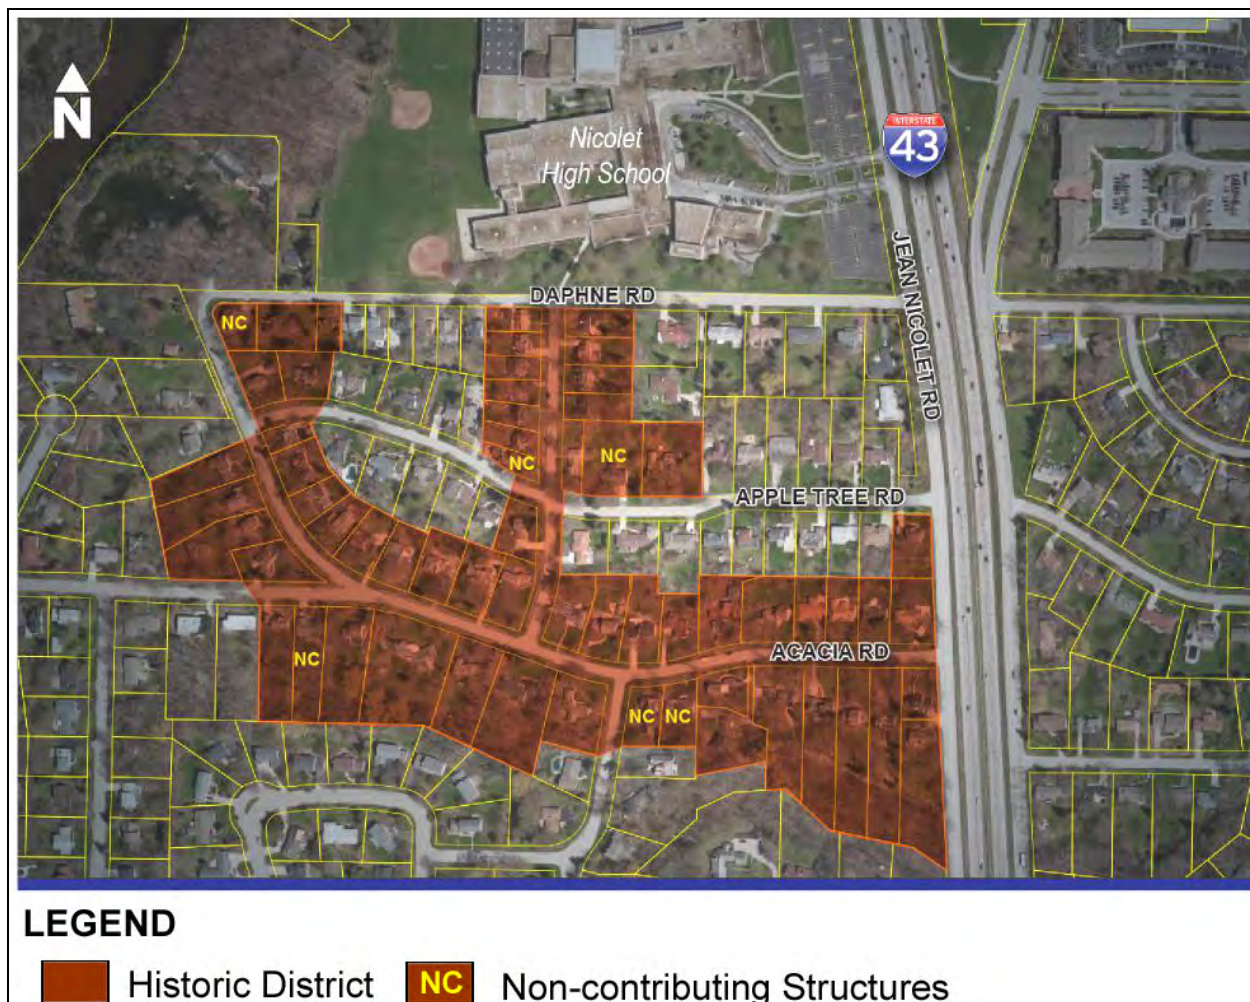 N
INTERSTATE
43
Nicolet
High School
JEAN NICOLET RD
DAPHNE RD
NC
NC
NC
APPLE TREE RD
ACACIA RD
NC
NC NC
LEGEND
Historic District NC Non-contributing Structures